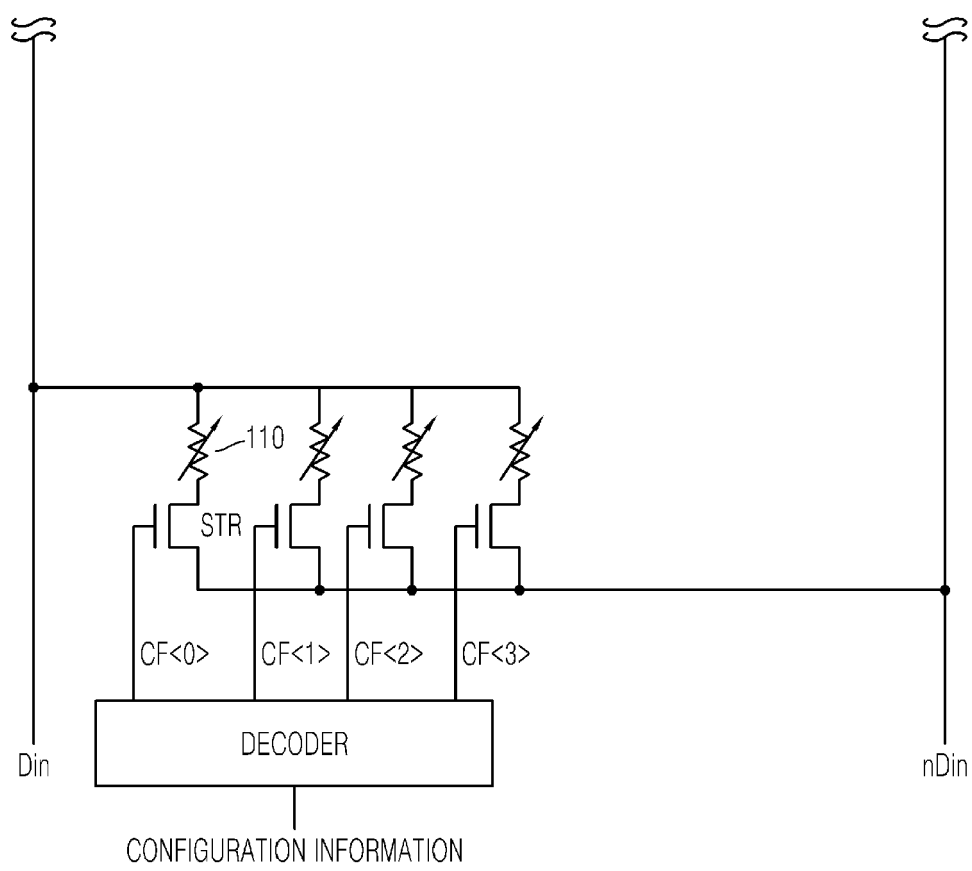 110
STR
CF<0> CF<1> CF<2> CF<3>
DECODER
Din
nDin
CONFIGURATION INFORMATION